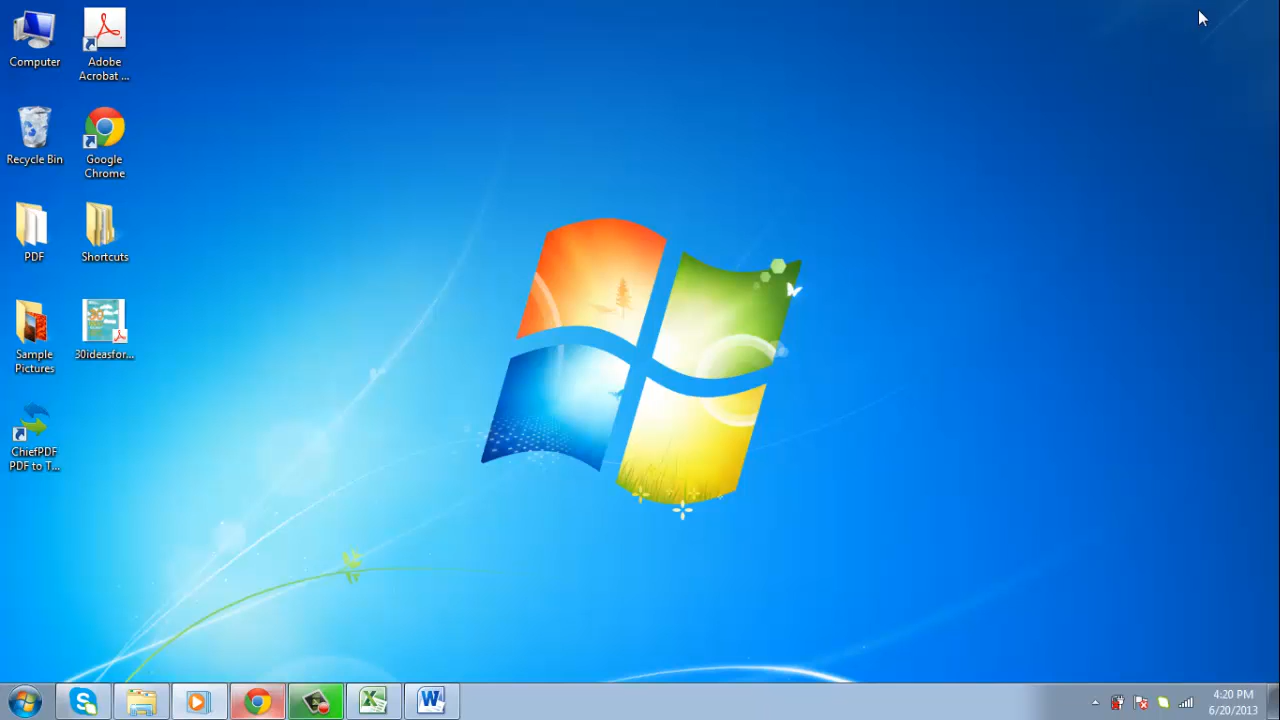 Computer
Adobe
Acrobat ...
Recycle Bin
Google
Chrome
PDF
Shortcuts
Sample
Pictures
30ideasfor...
ChiefPDF
PDF to T...
4:20 PM
6/20/2013